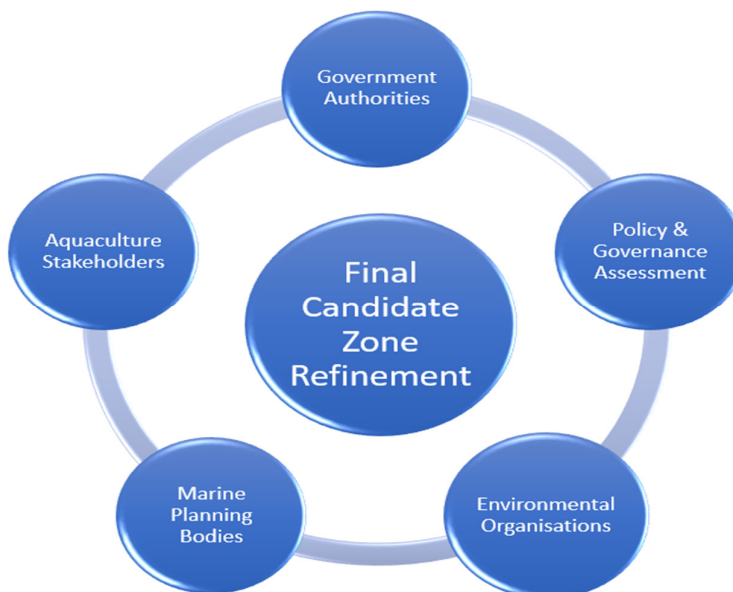 Government
Authorities
Policy &
Governance
Assessment
Environmental
Organisations
Marine
Planning
Bodies
Aquaculture
Stakeholders
Final
Candidate
Zone
Refinement